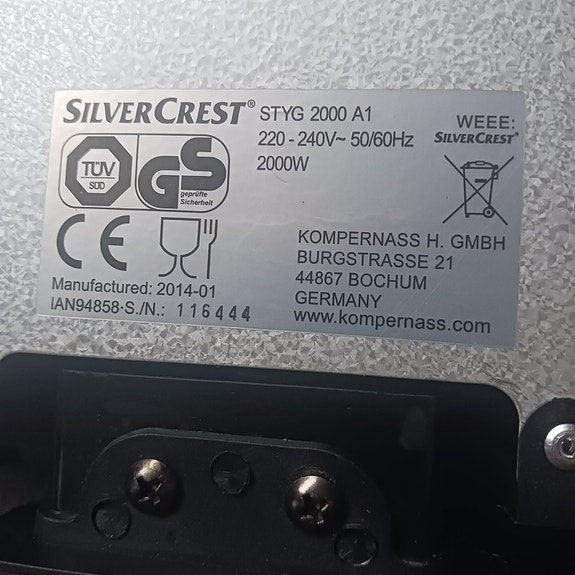 SILVERCREST® STYG 2000 A1
220 - 240V~ 50/60Hz
2000W
WEEE:
SILVERCREST®
TÜV
SÜD
GS
geprüfte
Sicherheit
CE
KOMPERNASS H. GMBH
BURGSTRASSE 21
44867 BOCHUM
GERMANY
www.kompernass.com
Manufactured: 2014-01
IAN94858·S./N.: 116444